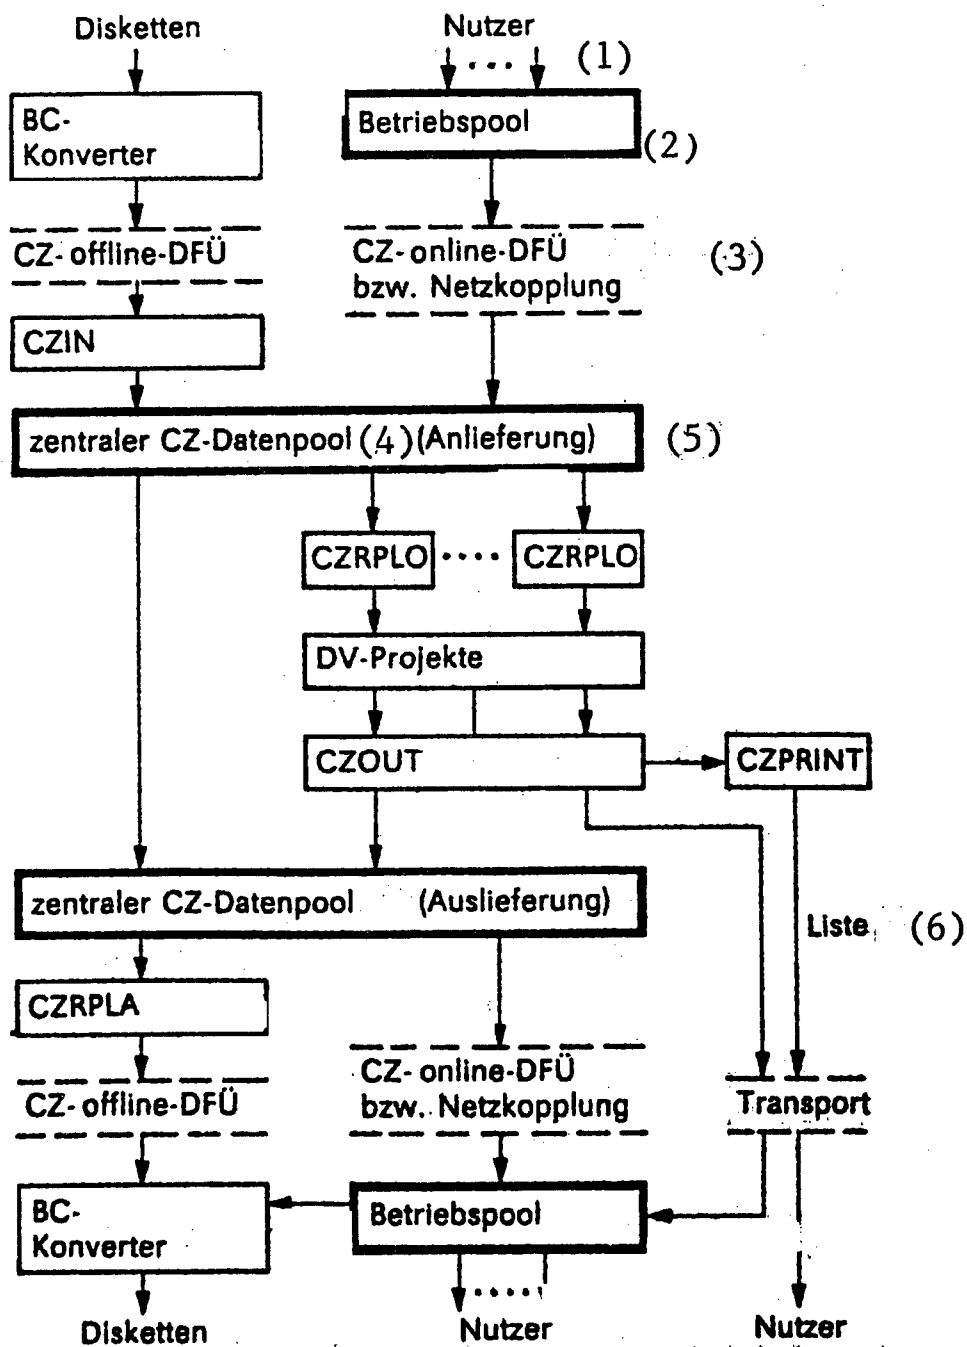 Disketten
Nutzer
(1)
BC-
Konverter
Betriebspool
(2)
CZ-offline-DFÜ
CZ-online-DFÜ
bzw. Netzkopplung
(3)
CZIN
zentraler CZ-Datenpool (4) (Anlieferung)
(5)
CZRPLO
CZRPLO
DV-Projekte
CZOUT
CZPRINT
zentraler CZ-Datenpool (Auslieferung)
Liste
(6)
CZRPLA
CZ-offline-DFÜ
CZ-online-DFÜ
bzw. Netzkopplung
Transport
BC-
Konverter
Betriebspool
Disketten
Nutzer
Nutzer